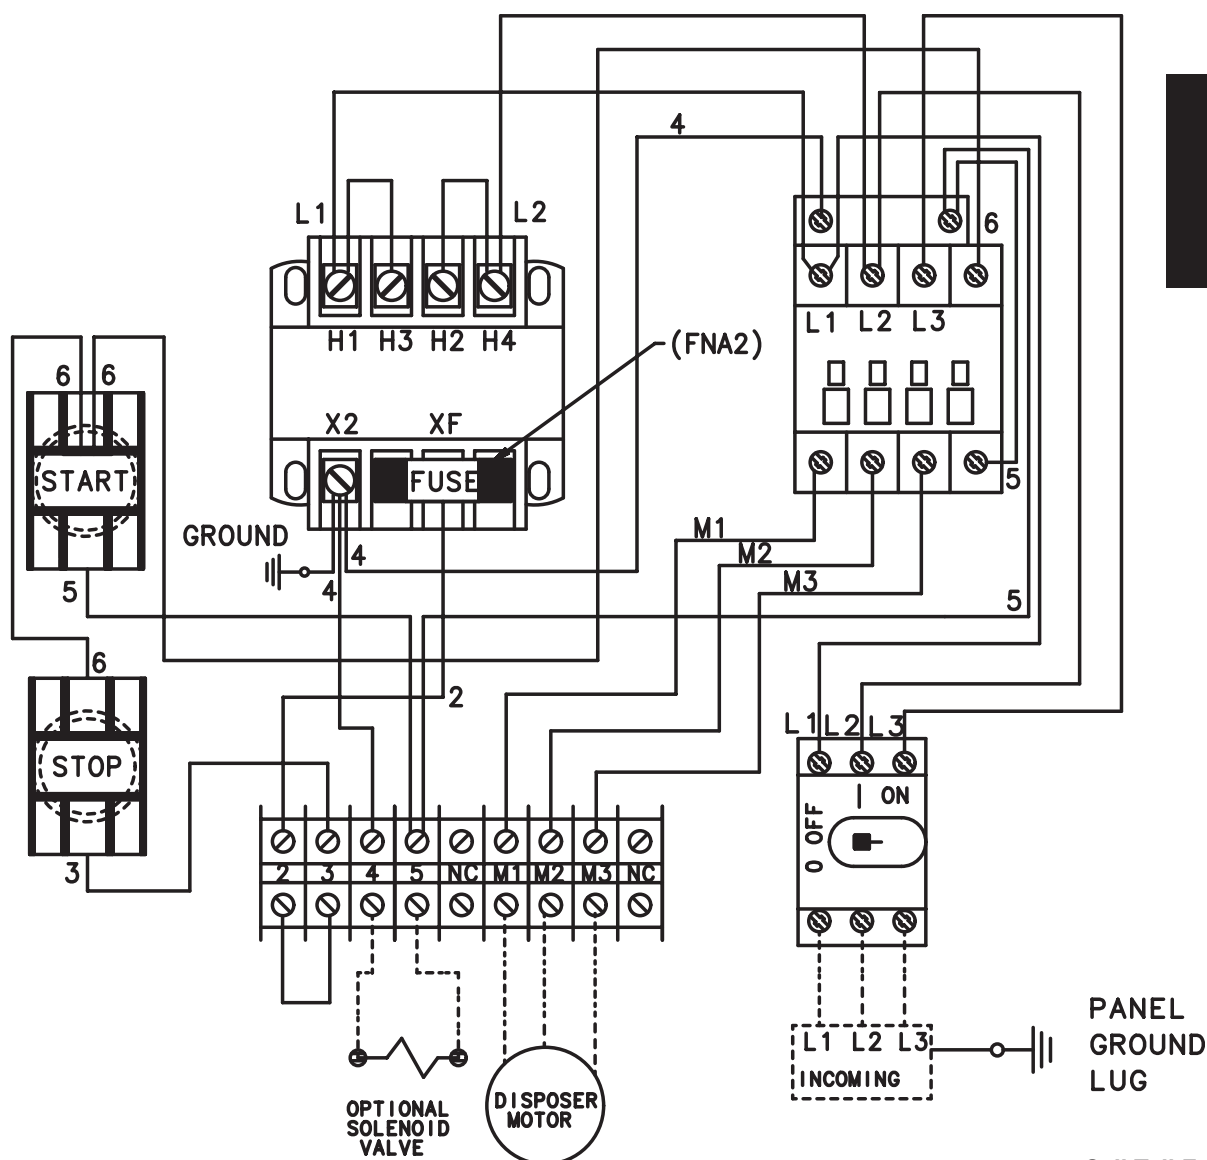 4
L1
L2
6
H1 H3 H2 H4
L1 L2 L3
(FNA2)
6 6
X2 XF
START
FUSE
5
GROUND
M1
4
M2
4
M3
5
5
6
2
L1 L2 L3
STOP
ON
O OFF
3
2 3 4 5 NC M1 M2 M3 NC
L1 L2 L3
INCOMING
PANEL
GROUND
LUG
OPTIONAL
SOLENOID
VALVE
DISPOSER
MOTOR